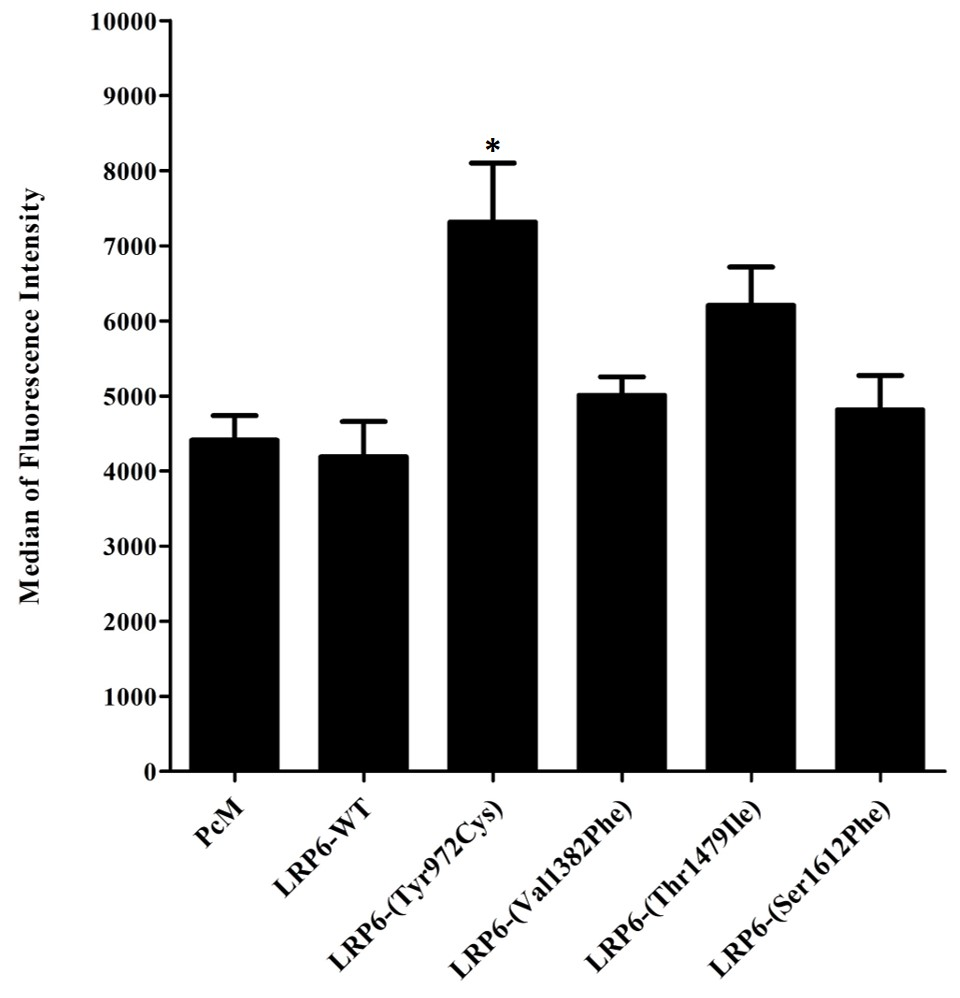 Median of Fluorescence Intensity
10000
9000
8000
7000
6000
5000
4000
3000
2000
1000
0
*
PcM
LRP6-WT
LRP6-(Tyr972Cys)
LRP6-(Val1382Phe)
LRP6-(Thr1479Ile)
LRP6-(Ser1612Phe)